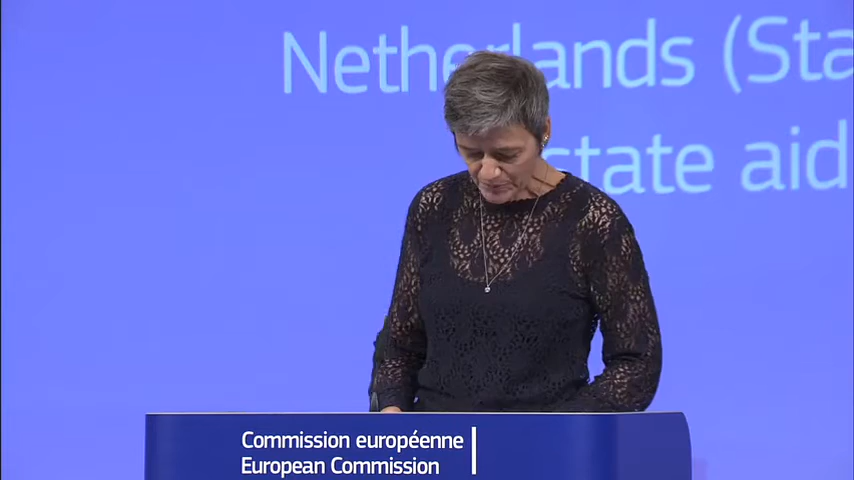 Netherlands (Sta
state aid
Commission européenne
European Commission